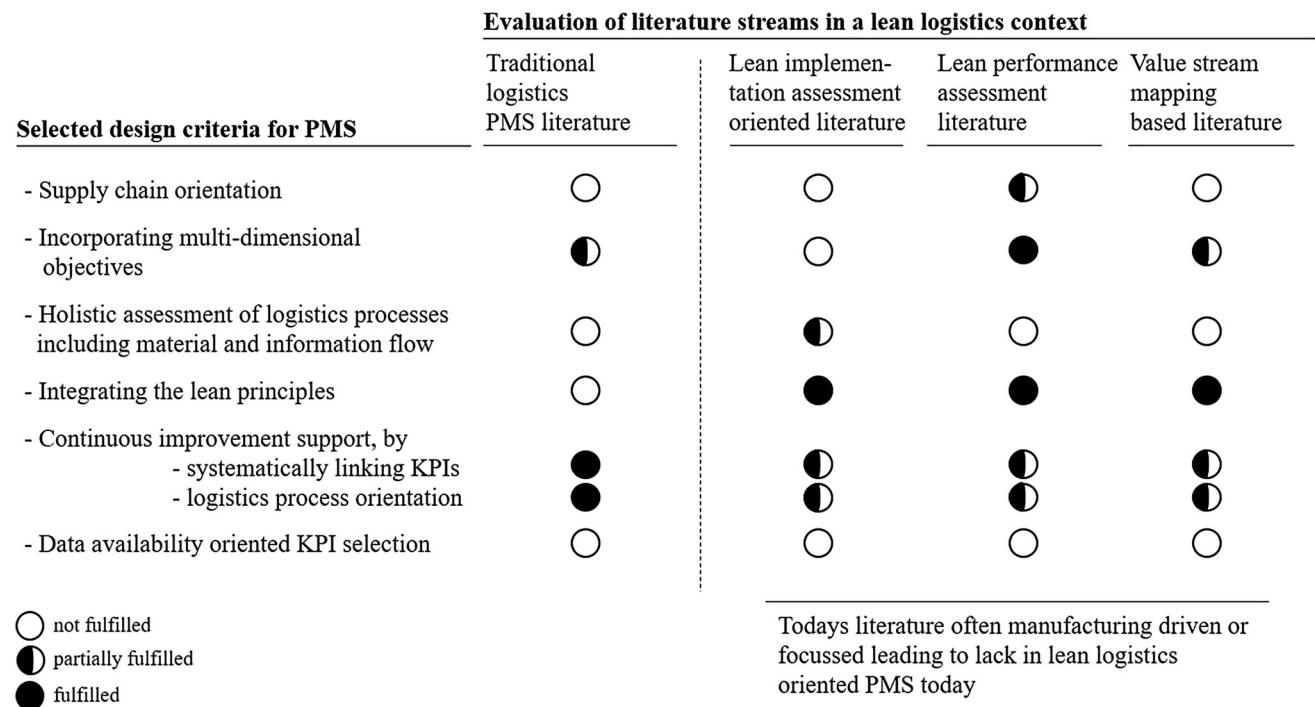 Evaluation of literature streams in a lean logistics context
Selected design criteria for PMS
Traditional
logistics
PMS literature
Lean implemen-
tation assessment
oriented literature
Lean performance
assessment
literature
Value stream
mapping
based literature
- Supply chain orientation
- Incorporating multi-dimensional
objectives
- Holistic assessment of logistics processes
including material and information flow
- Integrating the lean principles
- Continuous improvement support, by
- systematically linking KPIs
- logistics process orientation
- Data availability oriented KPI selection
not fulfilled
partially fulfilled
fulfilled
Todays literature often manufacturing driven or
focussed leading to lack in lean logistics
oriented PMS today